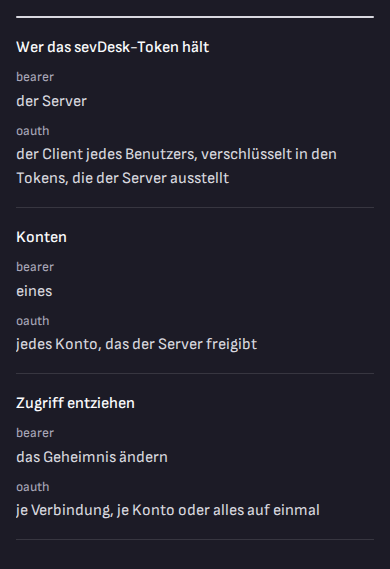 Wer das sevDesk-Token hält
bearer
der Server
oauth
der Client jedes Benutzers, verschlüsselt in den
Tokens, die der Server ausstellt
Konten
bearer
eines
oauth
jedes Konto, das der Server freigibt
Zugriff entziehen
bearer
das Geheimnis ändern
oauth
je Verbindung, je Konto oder alles auf einmal